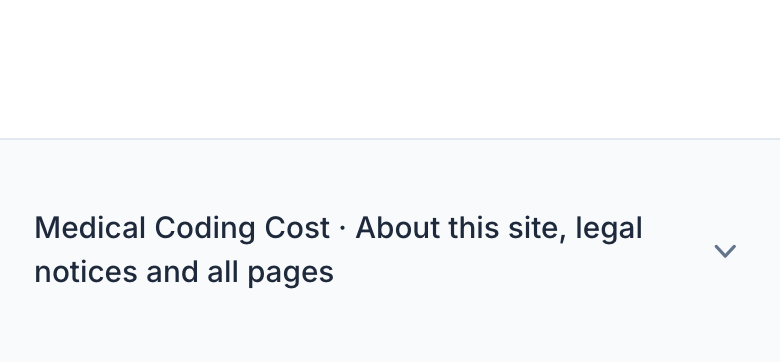 Medical Coding Cost · About this site, legal
notices and all pages